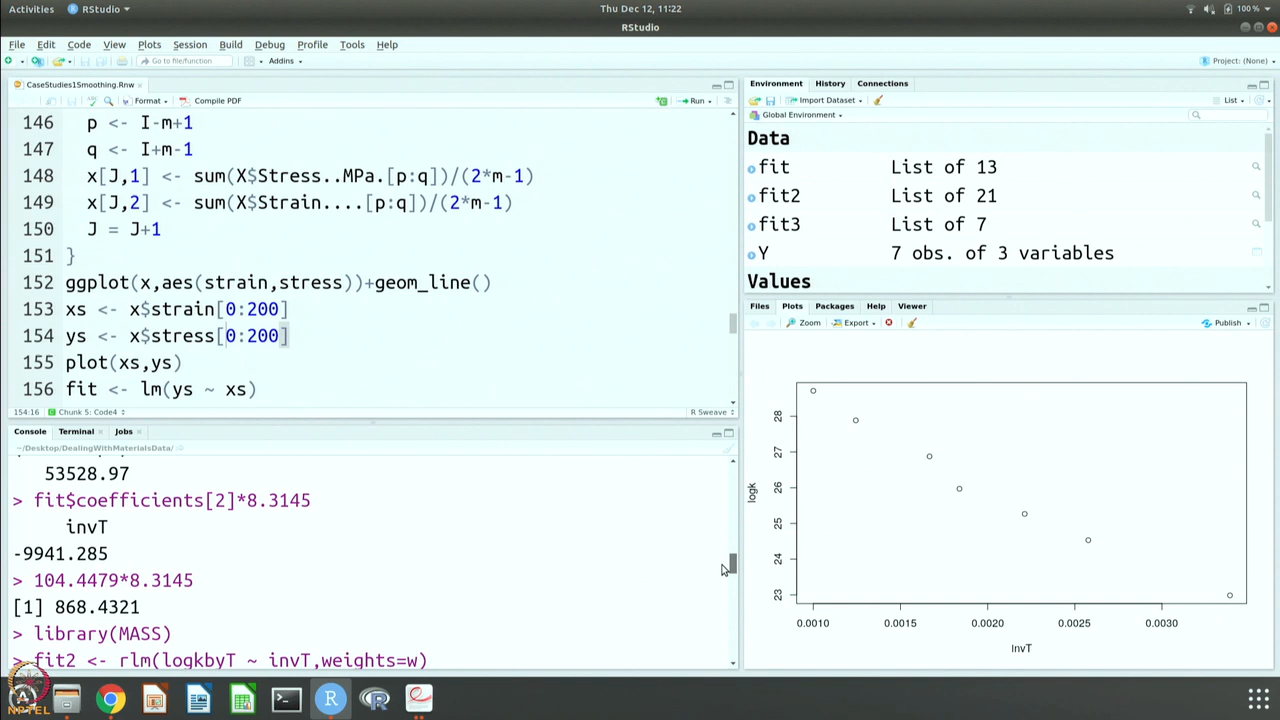 Activities RStudio Thu Dec 12, 11:22 100%
RStudio
File Edit Code View Plots Session Build Debug Profile Tools Help
Go to file/function Addins Project: (None)
CaseStudies1Smoothing.Rnw
Format Compile PDF Run
146 p <- I-m+1
147 q <- I+m-1
148 x[J,1] <- sum(X$Stress..MPa.[p:q])/(2*m-1)
149 x[J,2] <- sum(X$Strain....[p:q])/(2*m-1)
150 J = J+1
151 }
152 ggplot(x,aes(strain,stress))+geom_line()
153 xs <- x$strain[0:200]
154 ys <- x$stress[0:200]
155 plot(xs,ys)
156 fit <- lm(ys ~ xs)
154:16 Chunk 5: Code4 R Sweave
Console Terminal Jobs
~/Desktop/DealingWithMaterialsData/
53528.97
> fit$coefficients[2]*8.3145
invT
-9941.285
> 104.4479*8.3145
[1] 868.4321
> library(MASS)
> fit2 <- rlm(logkbyT ~ invT,weights=w)
Environment History Connections
Import Dataset List
Global Environment
Data
fit List of 13
fit2 List of 21
fit3 List of 7
Y 7 obs. of 3 variables
Values
Files Plots Packages Help Viewer
Zoom Export Publish
logk
28
27
26
25
24
23
0.0010 0.0015 0.0020 0.0025 0.0030
invT
NPTEL